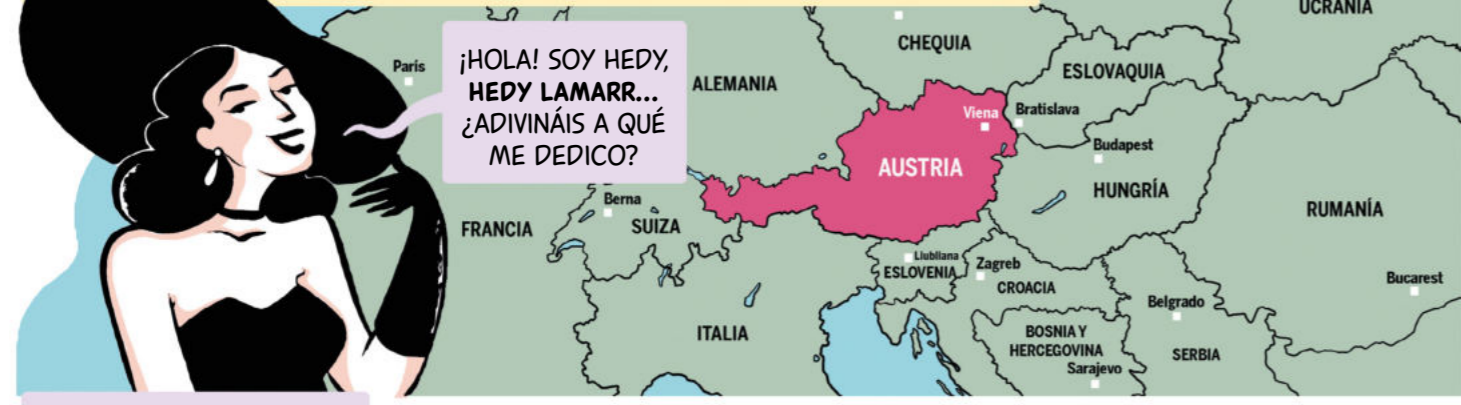 ¡HOLA! SOY HEDY,
HEDY LAMARR...
¿ADIVINÁIS A QUÉ
ME DEDICO?
París
ALEMANIA
CHEQUIA
UCRANIA
ESLOVAQUIA
Viena
Bratislava
Budapest
AUSTRIA
HUNGRÍA
RUMANÍA
Berna
FRANCIA
SUIZA
Liubliana
ESLOVENIA
Zagreb
CROACIA
Bucarest
Belgrado
ITALIA
BOSNIA Y
HERCEGOVINA
Sarajevo
SERBIA